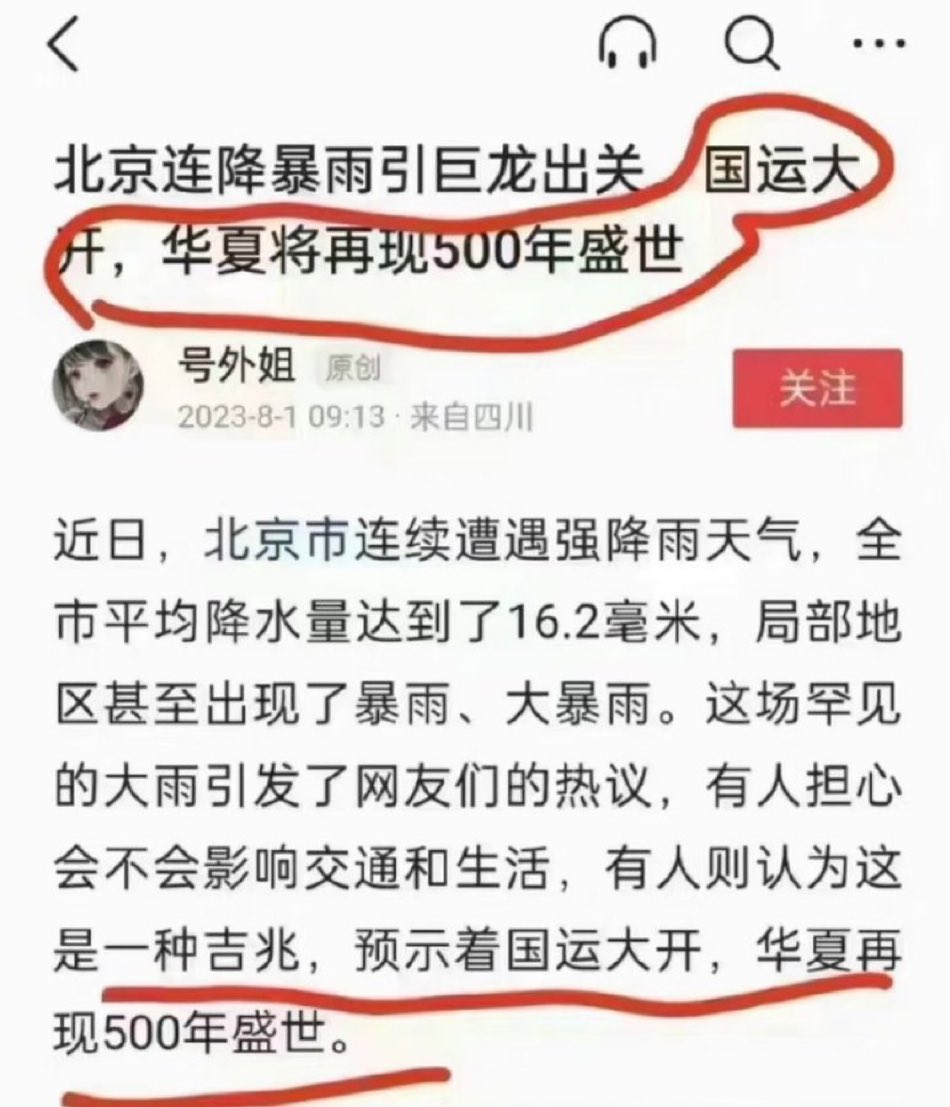 北京连降暴雨引巨龙出关 国运大
开，华夏将再现500年盛世
号外姐 原创
2023-8-1 09:13 · 来自四川
关注
近日，北京市连续遭遇强降雨天气，全
市平均降水量达到了16.2毫米，局部地
区甚至出现了暴雨、大暴雨。这场罕见
的大雨引发了网友们的热议，有人担心
会不会影响交通和生活，有人则认为这
是一种吉兆，预示着国运大开，华夏再
现500年盛世。